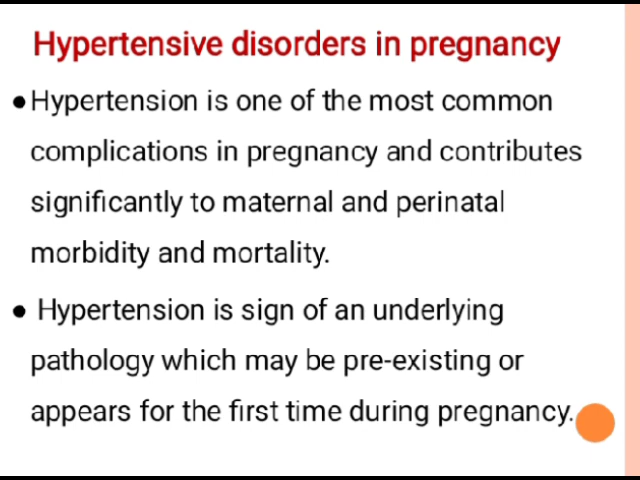 Hypertensive disorders in pregnancy
●Hypertension is one of the most common
complications in pregnancy and contributes
significantly to maternal and perinatal
morbidity and mortality.
● Hypertension is sign of an underlying
pathology which may be pre-existing or
appears for the first time during pregnancy.